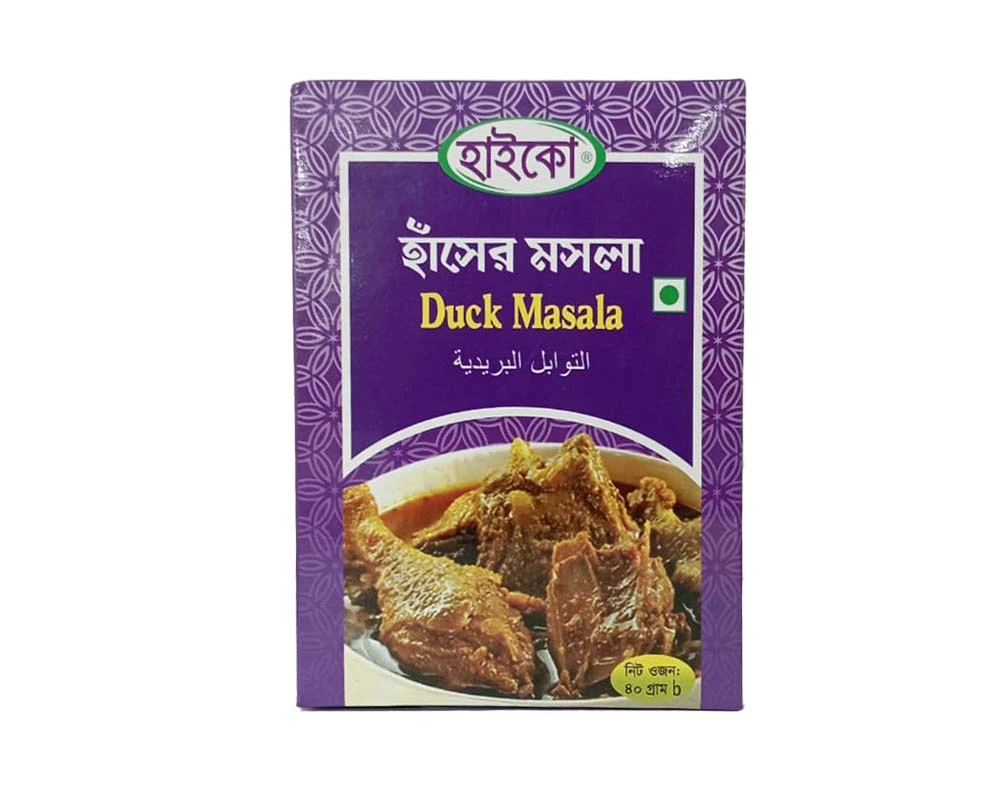 হাইকো®
হাঁসের মসলা
Duck Masala
التوابل البريدية
নিট ওজন:
৪০ গ্রাম b